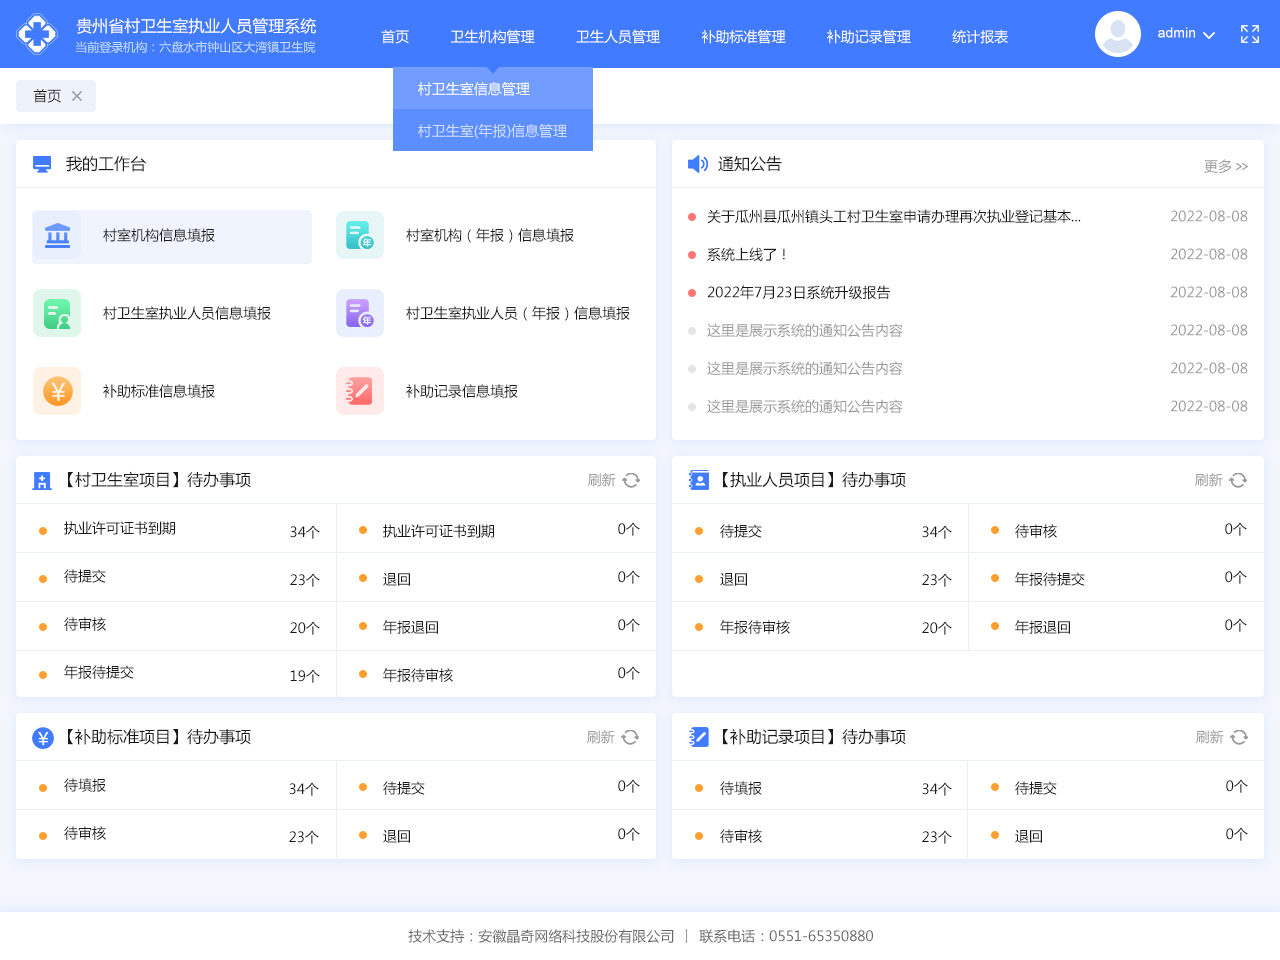 贵州省村卫生室执业人员管理系统
当前登录机构：六盘水市钟山区大湾镇卫生院
首页 卫生机构管理 卫生人员管理 补助标准管理 补助记录管理 统计报表
admin
村卫生室信息管理
村卫生室(年报)信息管理
首页
我的工作台
村室机构信息填报
村室机构（年报）信息填报
年
村卫生室执业人员信息填报
村卫生室执业人员（年报）信息填报
年
补助标准信息填报
¥
补助记录信息填报
通知公告
更多 >>
关于瓜州县瓜州镇头工村卫生室申请办理再次执业登记基本... 2022-08-08
系统上线了！ 2022-08-08
2022年7月23日系统升级报告 2022-08-08
这里是展示系统的通知公告内容 2022-08-08
这里是展示系统的通知公告内容 2022-08-08
这里是展示系统的通知公告内容 2022-08-08
【村卫生室项目】待办事项 刷新
执业许可证书到期 34个 执业许可证书到期 0个
待提交 23个 退回 0个
待审核 20个 年报退回 0个
年报待提交 19个 年报待审核 0个
【执业人员项目】待办事项 刷新
待提交 34个 待审核 0个
退回 23个 年报待提交 0个
年报待审核 20个 年报退回 0个
¥ 【补助标准项目】待办事项 刷新
待填报 34个 待提交 0个
待审核 23个 退回 0个
【补助记录项目】待办事项 刷新
待填报 34个 待提交 0个
待审核 23个 退回 0个
技术支持：安徽晶奇网络科技股份有限公司 | 联系电话：0551-65350880